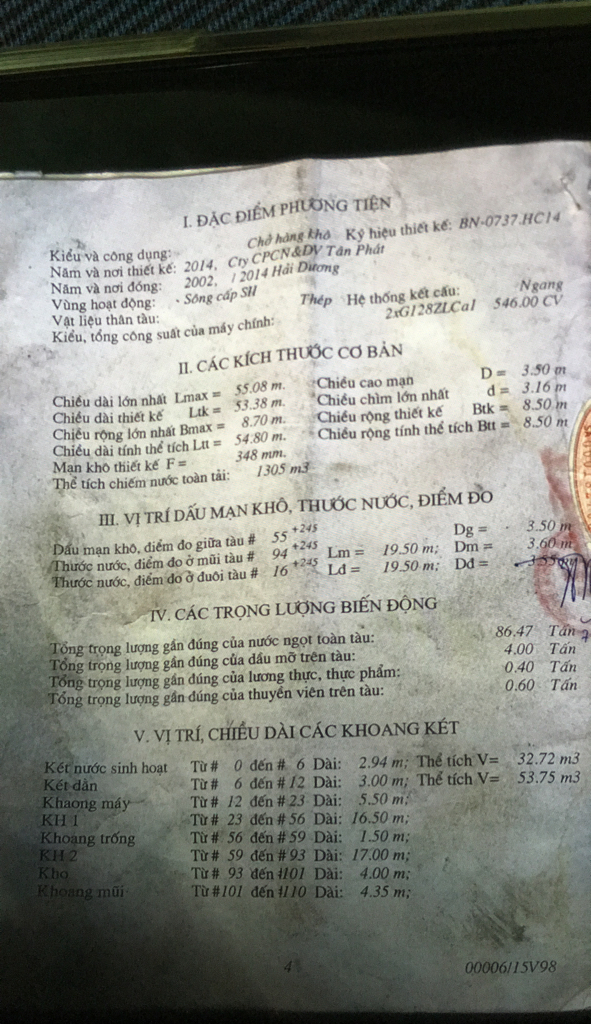 I. ĐẶC ĐIỂM PHƯƠNG TIỆN
Kiểu và công dụng: Chở hàng khô Ký hiệu thiết kế: BN-0737.HC14
Năm và nơi thiết kế: 2014, Cty CPCN&DV Tân Phát
Năm và nơi đóng: 2002, / 2014 Hải Dương
Vùng hoạt động: Sông cấp SII
Vật liệu thân tàu: Thép Hệ thống kết cấu: Ngang
Kiểu, tổng công suất của máy chính: 2xG128ZLCa1 546.00 CV
II. CÁC KÍCH THƯỚC CƠ BẢN
Chiều dài lớn nhất Lmax = 55.08 m. Chiều cao mạn D = 3.50 m
Chiều dài thiết kế Ltk = 53.38 m. Chiều chìm lớn nhất d = 3.16 m
Chiều rộng lớn nhất Bmax = 8.70 m. Chiều rộng thiết kế Btk = 8.50 m
Chiều dài tính thể tích Ltt = 54.80 m. Chiều rộng tính thể tích Btt = 8.50 m
Mạn khô thiết kế F = 348 mm.
Thể tích chiếm nước toàn tải: 1305 m3
III. VỊ TRÍ DẤU MẠN KHÔ, THƯỚC NƯỚC, ĐIỂM ĐO
Dấu mạn khô, điểm đo giữa tàu # 55 +245 Dg = 3.50 m
Thước nước, điểm đo ở mũi tàu # 94 +245 Lm = 19.50 m; Dm = 3.60 m
Thước nước, điểm đo ở đuôi tàu # 16 +245 Lđ = 19.50 m; Dđ =
IV. CÁC TRỌNG LƯỢNG BIẾN ĐỘNG
Tổng trọng lượng gần đúng của nước ngọt toàn tàu: 86.47 Tấn
Tổng trọng lượng gần đúng của dầu mỡ trên tàu: 4.00 Tấn
Tổng trọng lượng gần đúng của lương thực, thực phẩm: 0.40 Tấn
Tổng trọng lượng gần đúng của thuyền viên trên tàu: 0.60 Tấn
V. VỊ TRÍ, CHIỀU DÀI CÁC KHOANG KÉT
Két nước sinh hoạt Từ # 0 đến # 6 Dài: 2.94 m; Thể tích V= 32.72 m3
Két dằn Từ # 6 đến # 12 Dài: 3.00 m; Thể tích V= 53.75 m3
Khaong máy Từ # 12 đến # 23 Dài: 5.50 m;
KH 1 Từ # 23 đến # 56 Dài: 16.50 m;
Khoang trống Từ # 56 đến # 59 Dài: 1.50 m;
KH 2 Từ # 59 đến # 93 Dài: 17.00 m;
Kho Từ # 93 đến #101 Dài: 4.00 m;
Khoang mũi Từ #101 đến #110 Dài: 4.35 m;
4 00006/15V98